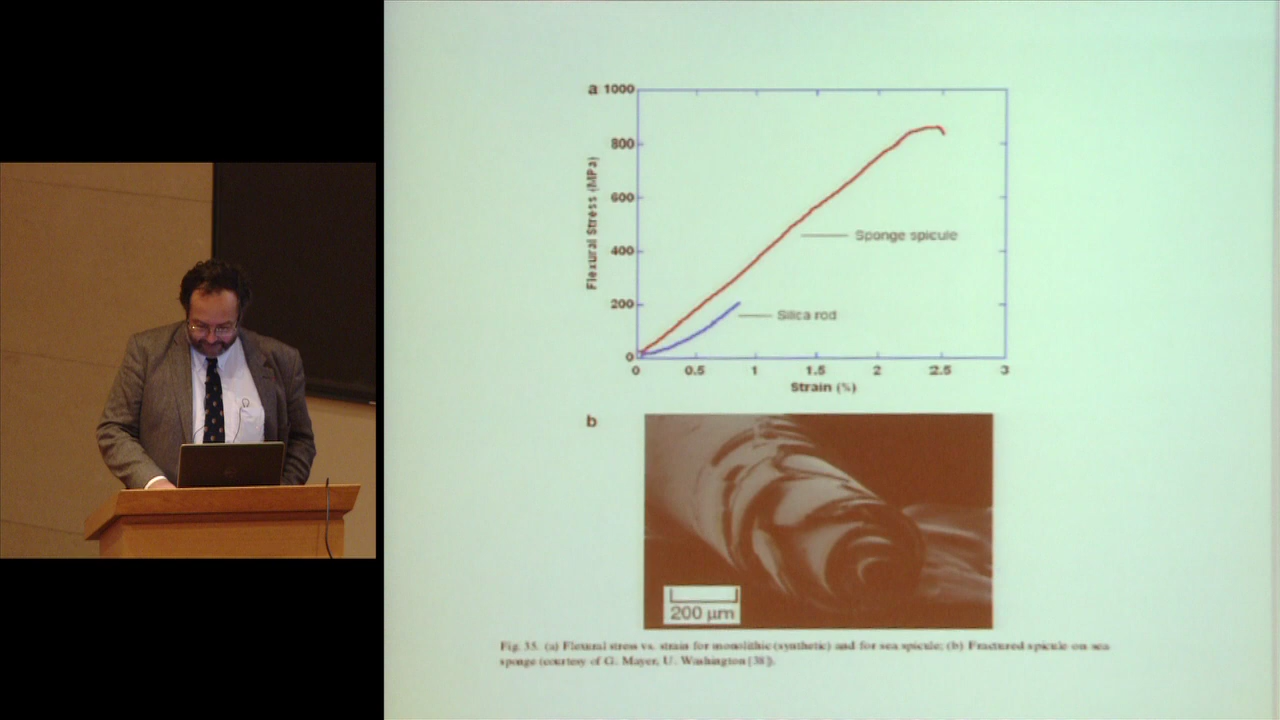 a
1000
800
600
400
200
0
Flexural Stress (MPa)
Sponge spicule
Silica rod
0 0.5 1 1.5 2 2.5 3
Strain (%)
b
200 µm
Fig. 35. (a) Flexural stress vs. strain for monolithic (synthetic) and for sea spicule; (b) Fractured spicule on sea
sponge (courtesy of G. Mayer, U. Washington [38]).